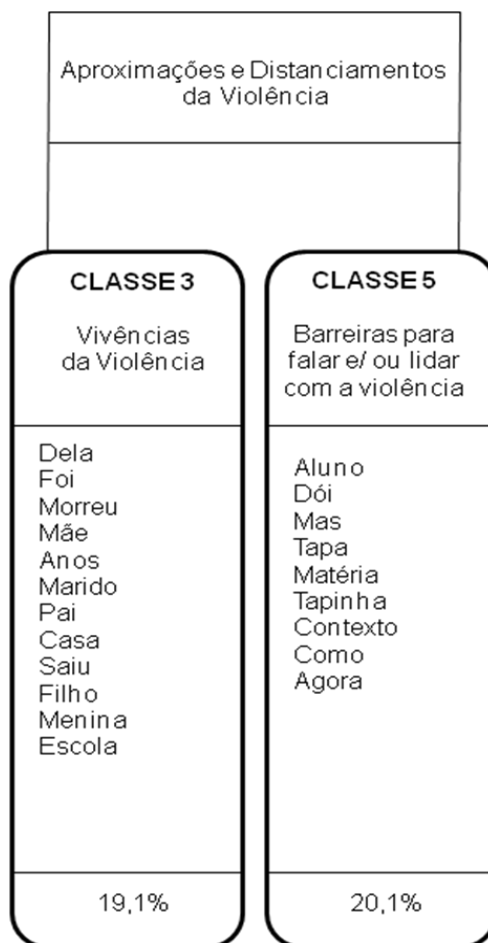 Aproximações e Distanciamentos
da Violência
CLASSE 3
Vivências
da Violência
Dela
Foi
Morreu
Mãe
Anos
Marido
Pai
Casa
Saiu
Filho
Menina
Escola
19,1%
CLASSE 5
Barreiras para
falar e/ ou lidar
com a violência
Aluno
Dói
Mas
Tapa
Matéria
Tapinha
Contexto
Como
Agora
20,1%